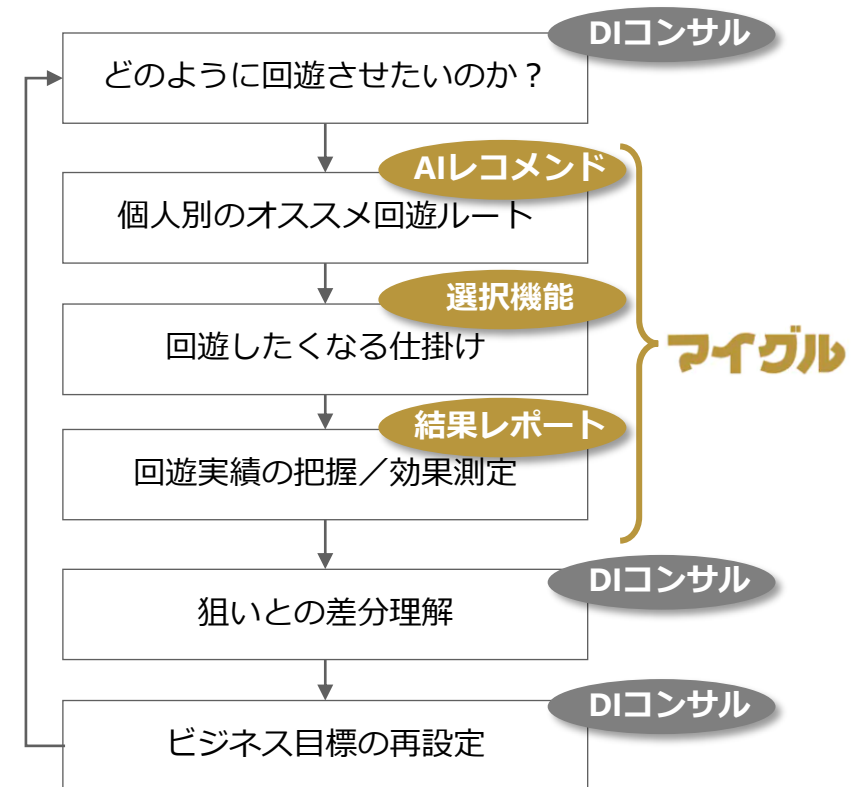 DIコンサル
どのように回遊させたいのか？
AIレコメンド
個人別のオススメ回遊ルート
選択機能
回遊したくなる仕掛け
マイグル
結果レポート
回遊実績の把握／効果測定
DIコンサル
狙いとの差分理解
DIコンサル
ビジネス目標の再設定